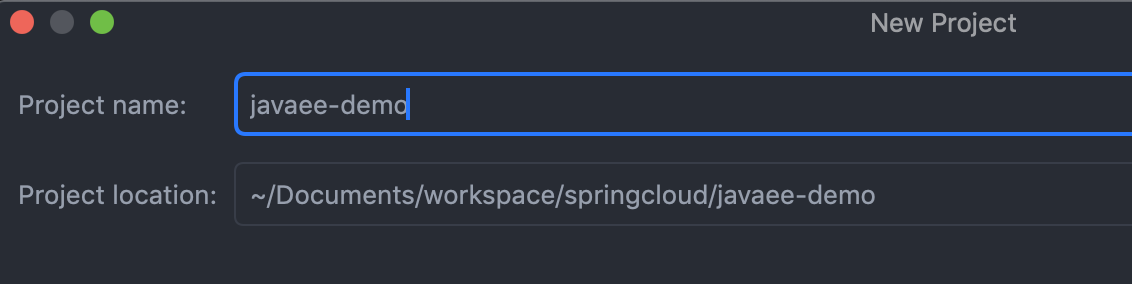 New Project
Project name: javaee-demo
Project location: ~/Documents/workspace/springcloud/javaee-demo